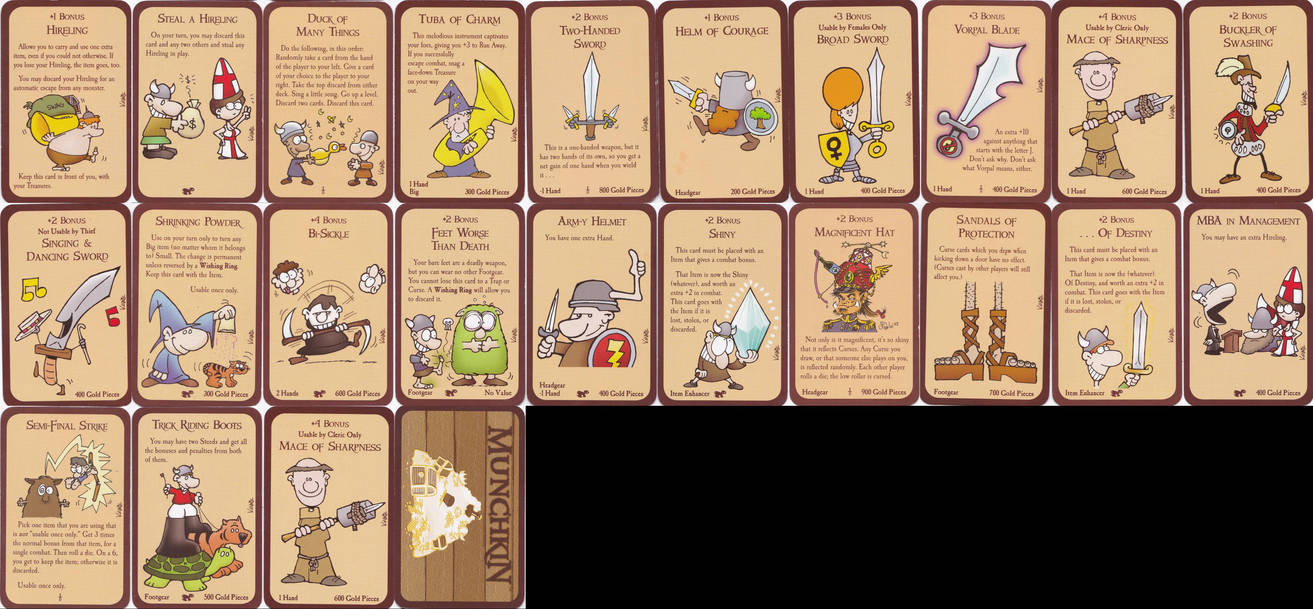 +1 Bonus
Hireling
Allows you to carry and use one extra
item, even if you could not otherwise. If
you lose your Hireling, the item goes, too.
You may discard your Hireling for an
automatic escape from any monster.
Keep this card in front of you, with
your Treasures.
Steal a Hireling
On your turn, you may discard this
card and any two others and steal any
Hireling in play.
Duck of
Many Things
Do the following, in this order:
Randomly take a card from the hand
of the player to your left. Give a card
of your choice to the player to your
right. Take the top discard from either
deck. Sing a little song. Go up a level.
Discard two cards. Discard this card.
Tuba of Charm
This melodious instrument captivates
your foes, giving you +3 to Run Away.
If you successfully
escape combat, snag a
face-down Treasure
on your way
out.
1 Hand
Big
300 Gold Pieces
+2 Bonus
Two-Handed
Sword
This is a one-handed weapon, but it
has two hands of its own, so you get a
net gain of one hand when you wield
it . . .
-1 Hand
800 Gold Pieces
+1 Bonus
Helm of Courage
Headgear
200 Gold Pieces
+3 Bonus
Usable by Females Only
Broad Sword
1 Hand
400 Gold Pieces
+3 Bonus
Vorpal Blade
An extra +10
against anything that
starts with the letter J.
Don't ask why. Don't ask
what Vorpal means, either.
1 Hand
400 Gold Pieces
+4 Bonus
Usable by Cleric Only
Mace of Sharpness
1 Hand
600 Gold Pieces
+2 Bonus
Buckler of
Swashing
1 Hand
400 Gold Pieces
+2 Bonus
Not Usable by Thief
Singing &
Dancing Sword
400 Gold Pieces
Shrinking Powder
Use on your turn only to turn any
Big item (no matter whom it belongs
to) Small. The change is permanent
unless reversed by a Wishing Ring.
Keep this card with the Item.
Usable once only.
300 Gold Pieces
+4 Bonus
Bi-Sickle
2 Hands
600 Gold Pieces
+2 Bonus
Feet Worse
Than Death
Your bare feet are a deadly weapon,
but you can wear no other Footgear.
You cannot lose this card to a Trap or
Curse. A Wishing Ring will allow you
to discard it.
Footgear
No Value
Arm-y Helmet
You have one extra Hand.
Headgear
-1 Hand
400 Gold Pieces
+2 Bonus
Shiny
This card must be placed with an
Item that gives a combat bonus.
That Item is now the Shiny
(whatever), and worth an
extra +2 in combat.
This card goes with
the Item if it is
lost, stolen, or
discarded.
Item Enhancer
+2 Bonus
Magnificent Hat
Not only is it magnificent, it's so shiny
that it reflects Curses. Any Curse you
draw, or that someone else plays on you,
is reflected randomly. Each other player
rolls a die; the low roller is cursed.
Headgear
900 Gold Pieces
Sandals of
Protection
Curse cards which you draw when
kicking down a door have no effect.
(Curses cast by other players will still
affect you.)
Footgear
700 Gold Pieces
+2 Bonus
. . . Of Destiny
This card must be placed with an
Item that gives a combat bonus.
That Item is now the (whatever)
Of Destiny, and worth an extra +2 in
combat. This card goes with the Item
if it is lost, stolen, or
discarded.
Item Enhancer
MBA in Management
You may have an extra Hireling.
400 Gold Pieces
Semi-Final Strike
Pick one item that you are using that
is not "usable once only." Get 3 times
the normal bonus from that item, for a
single combat. Then roll a die. On a 6,
you get to keep the item; otherwise it is
discarded.
Usable once only.
Trick Riding Boots
You may have two Steeds and get all
the bonuses and penalties from both
of them.
Footgear
500 Gold Pieces
+4 Bonus
Usable by Cleric Only
Mace of Sharpness
1 Hand
600 Gold Pieces
Munchkin